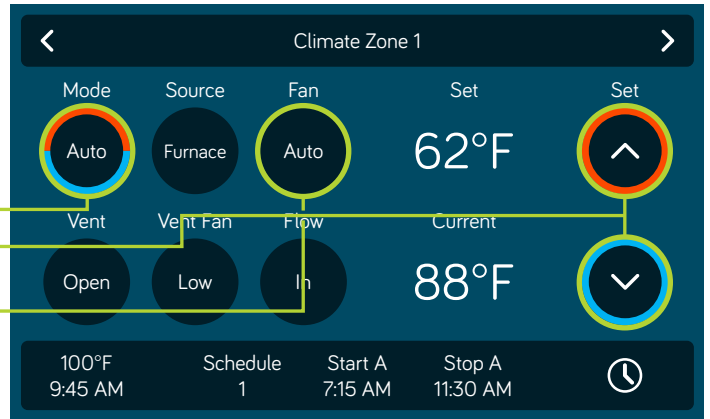 Climate Zone 1
Mode Source Fan Set Set
Auto Furnace Auto 62°F
Vent Vent Fan Flow Current
Open Low In 88°F
100°F Schedule Start A Stop A
9:45 AM 1 7:15 AM 11:30 AM